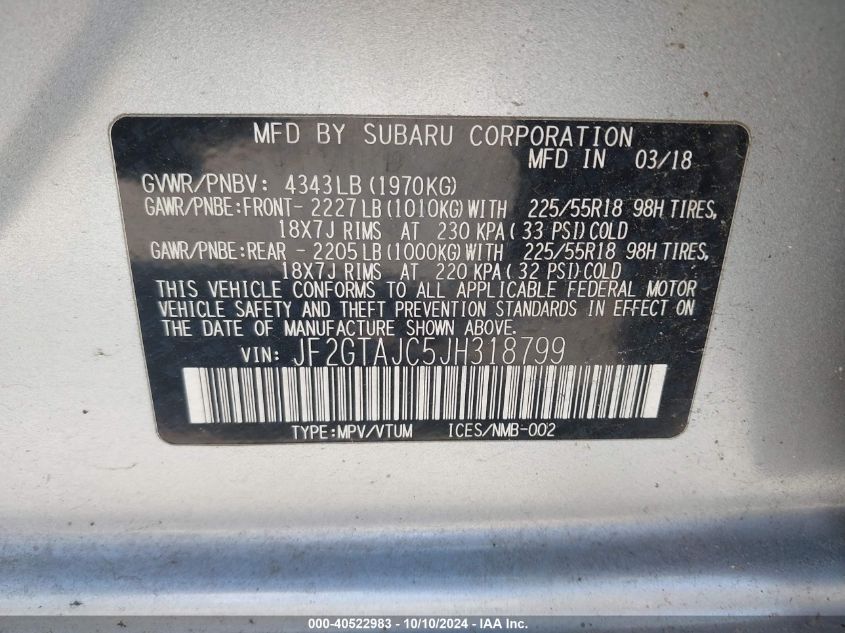 MFD BY SUBARU CORPORATION
MFD IN 03/18
GVWR/PNBV: 4343LB (1970KG)
GAWR/PNBE:FRONT- 2227LB (1010KG) WITH 225/55R18 98H TIRES,
18X7J RIMS AT 230 KPA ( 33 PSI) COLD
GAWR/PNBE:REAR - 2205LB (1000KG) WITH 225/55R18 98H TIRES,
18X7J RIMS AT 220 KPA ( 32 PSI) COLD
THIS VEHICLE CONFORMS TO ALL APPLICABLE FEDERAL MOTOR
VEHICLE SAFETY AND THEFT PREVENTION STANDARDS IN EFFECT ON
THE DATE OF MANUFACTURE SHOWN ABOVE.
VIN: JF2GTAJC5JH318799
TYPE:MPV/VTUM ICES/NMB-002
000-40522983 - 10/10/2024 - IAA Inc.